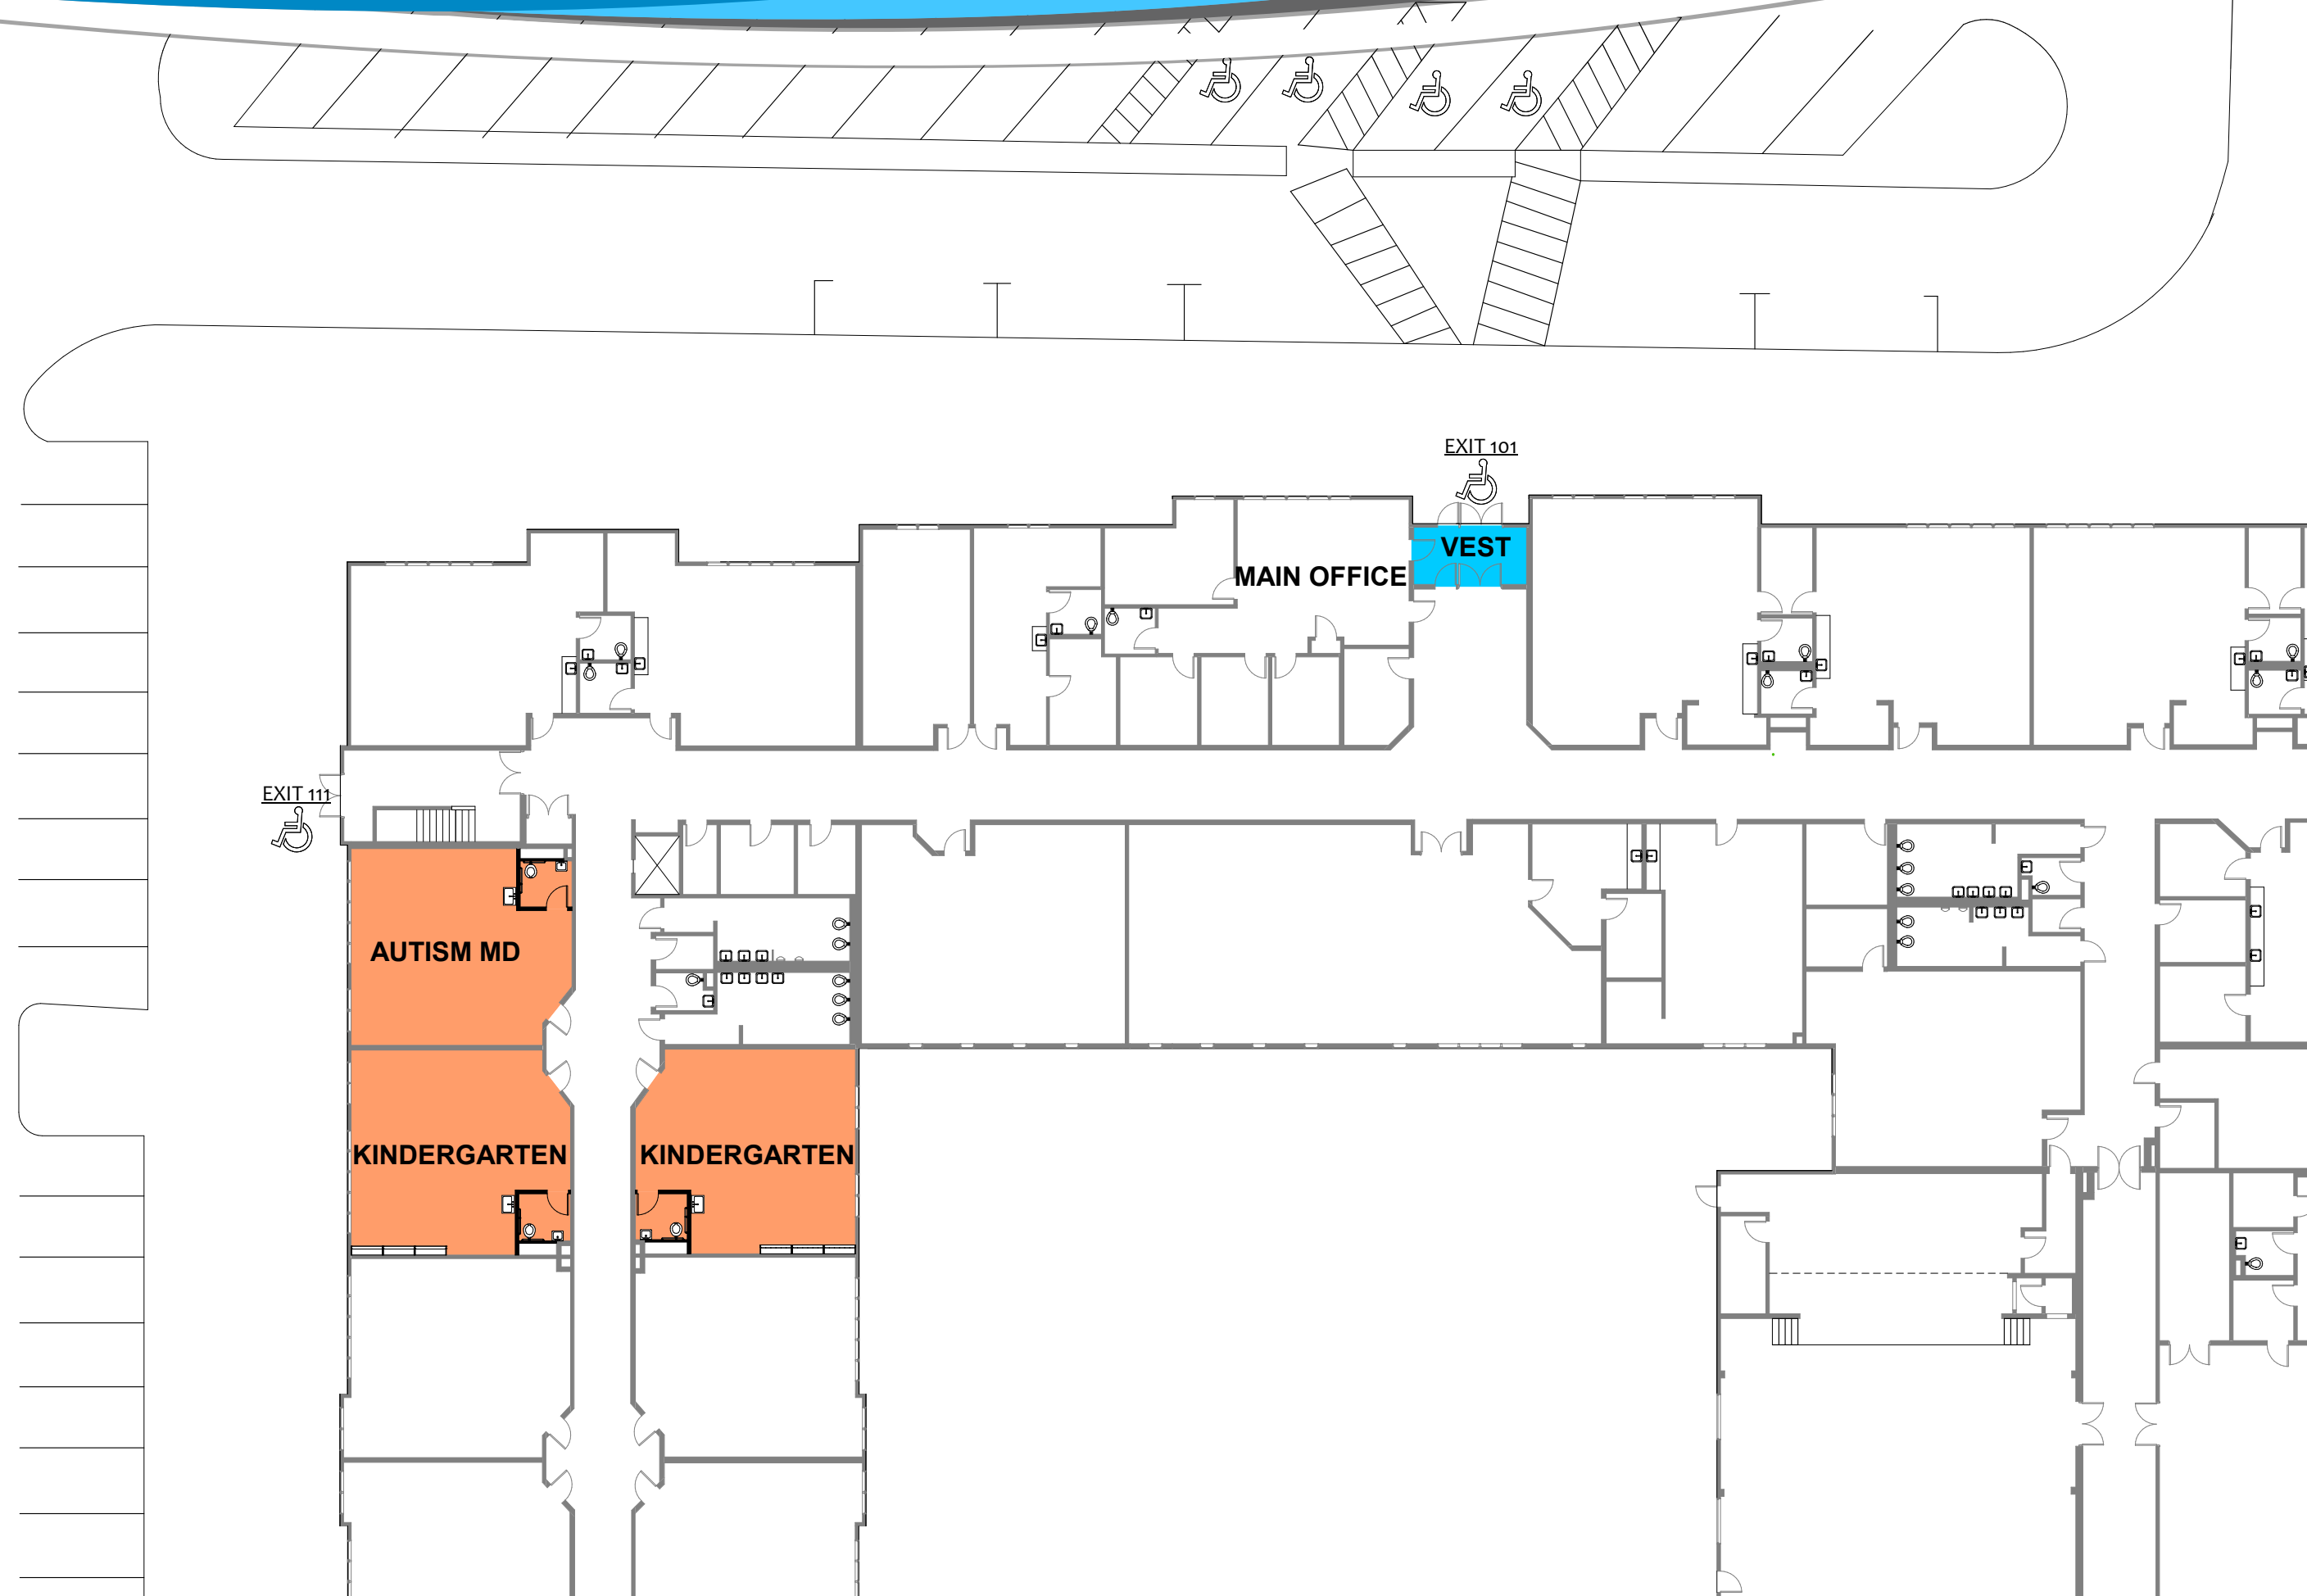 EXIT 101
VEST
MAIN OFFICE
EXIT 111
AUTISM MD
KINDERGARTEN
KINDERGARTEN